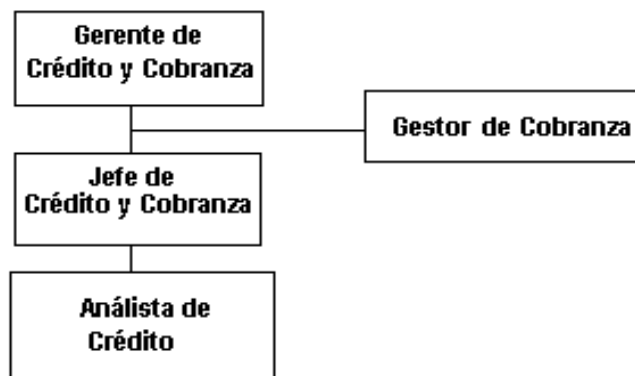 Gerente de
Crédito y Cobranza
Gestor de Cobranza
Jefe de
Crédito y Cobranza
Análista de
Crédito